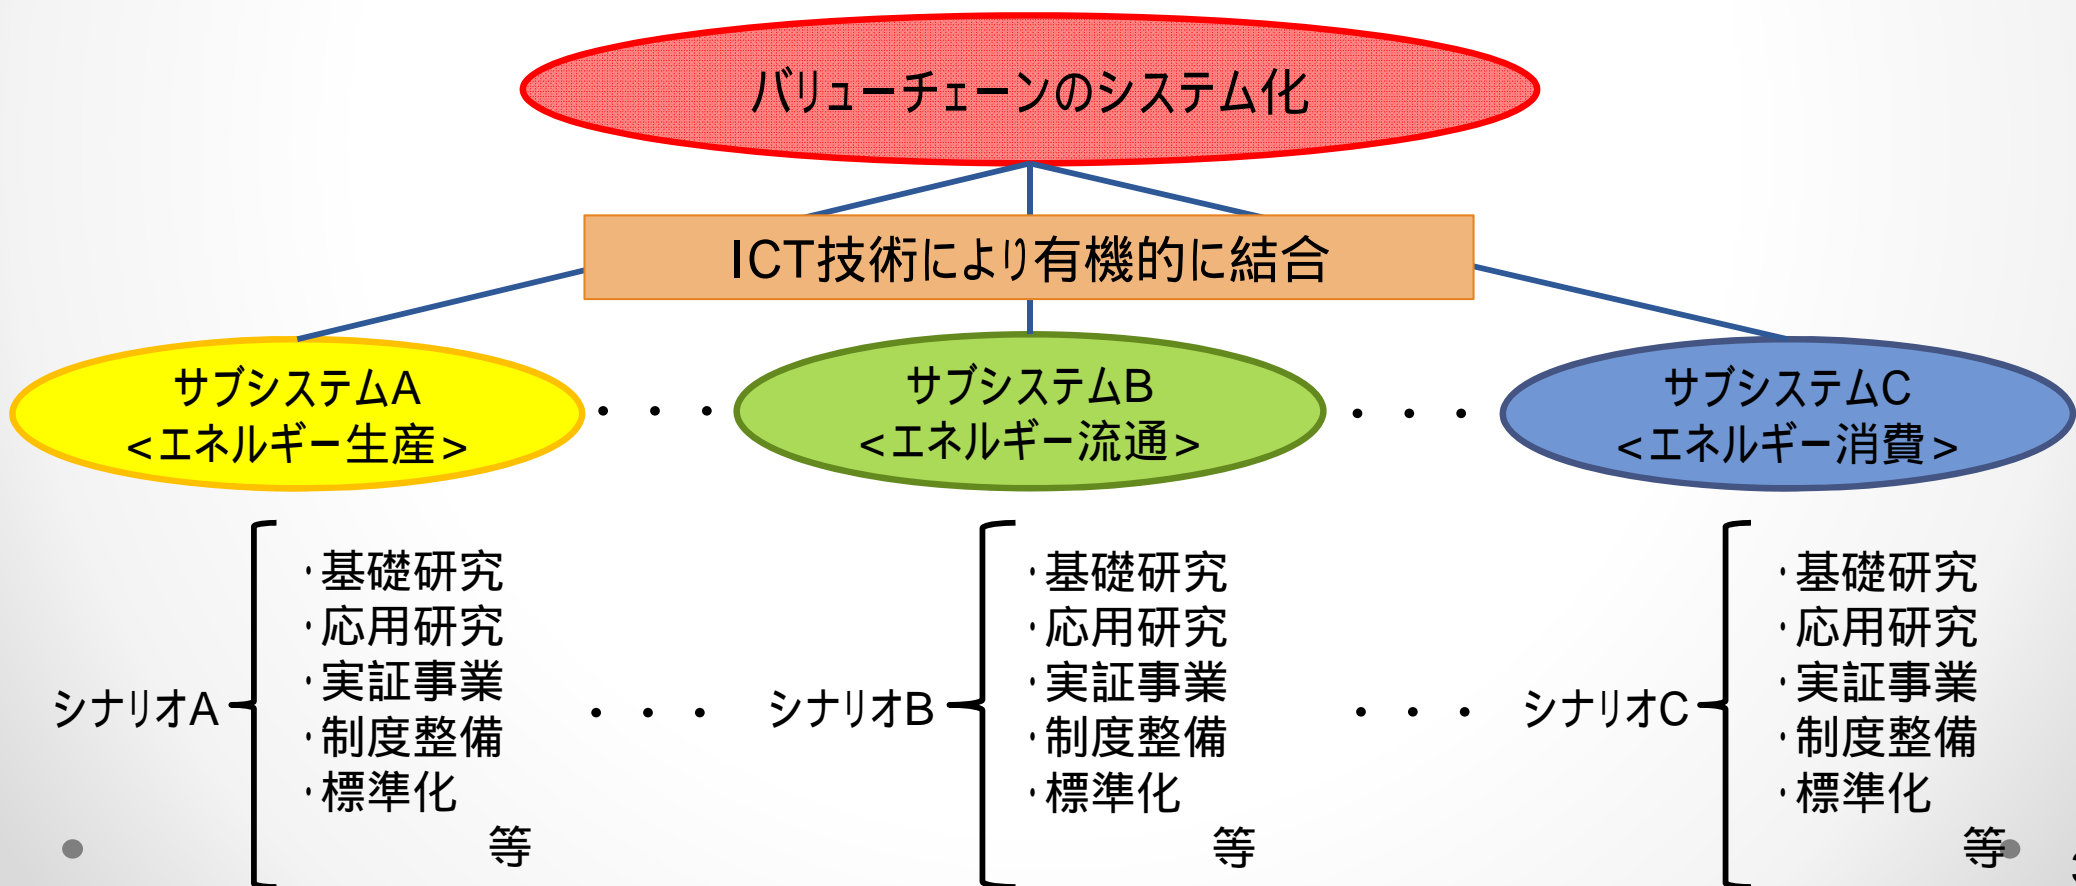 バリューチェーンのシステム化
ICT技術により有機的に結合
サブシステムA
<エネルギー生産>
・・・
サブシステムB
<エネルギー流通>
・・・
サブシステムC
<エネルギー消費>
シナリオA
・基礎研究
・応用研究
・実証事業
・制度整備
・標準化
等
・・・
シナリオB
・基礎研究
・応用研究
・実証事業
・制度整備
・標準化
等
・・・
シナリオC
・基礎研究
・応用研究
・実証事業
・制度整備
・標準化
等